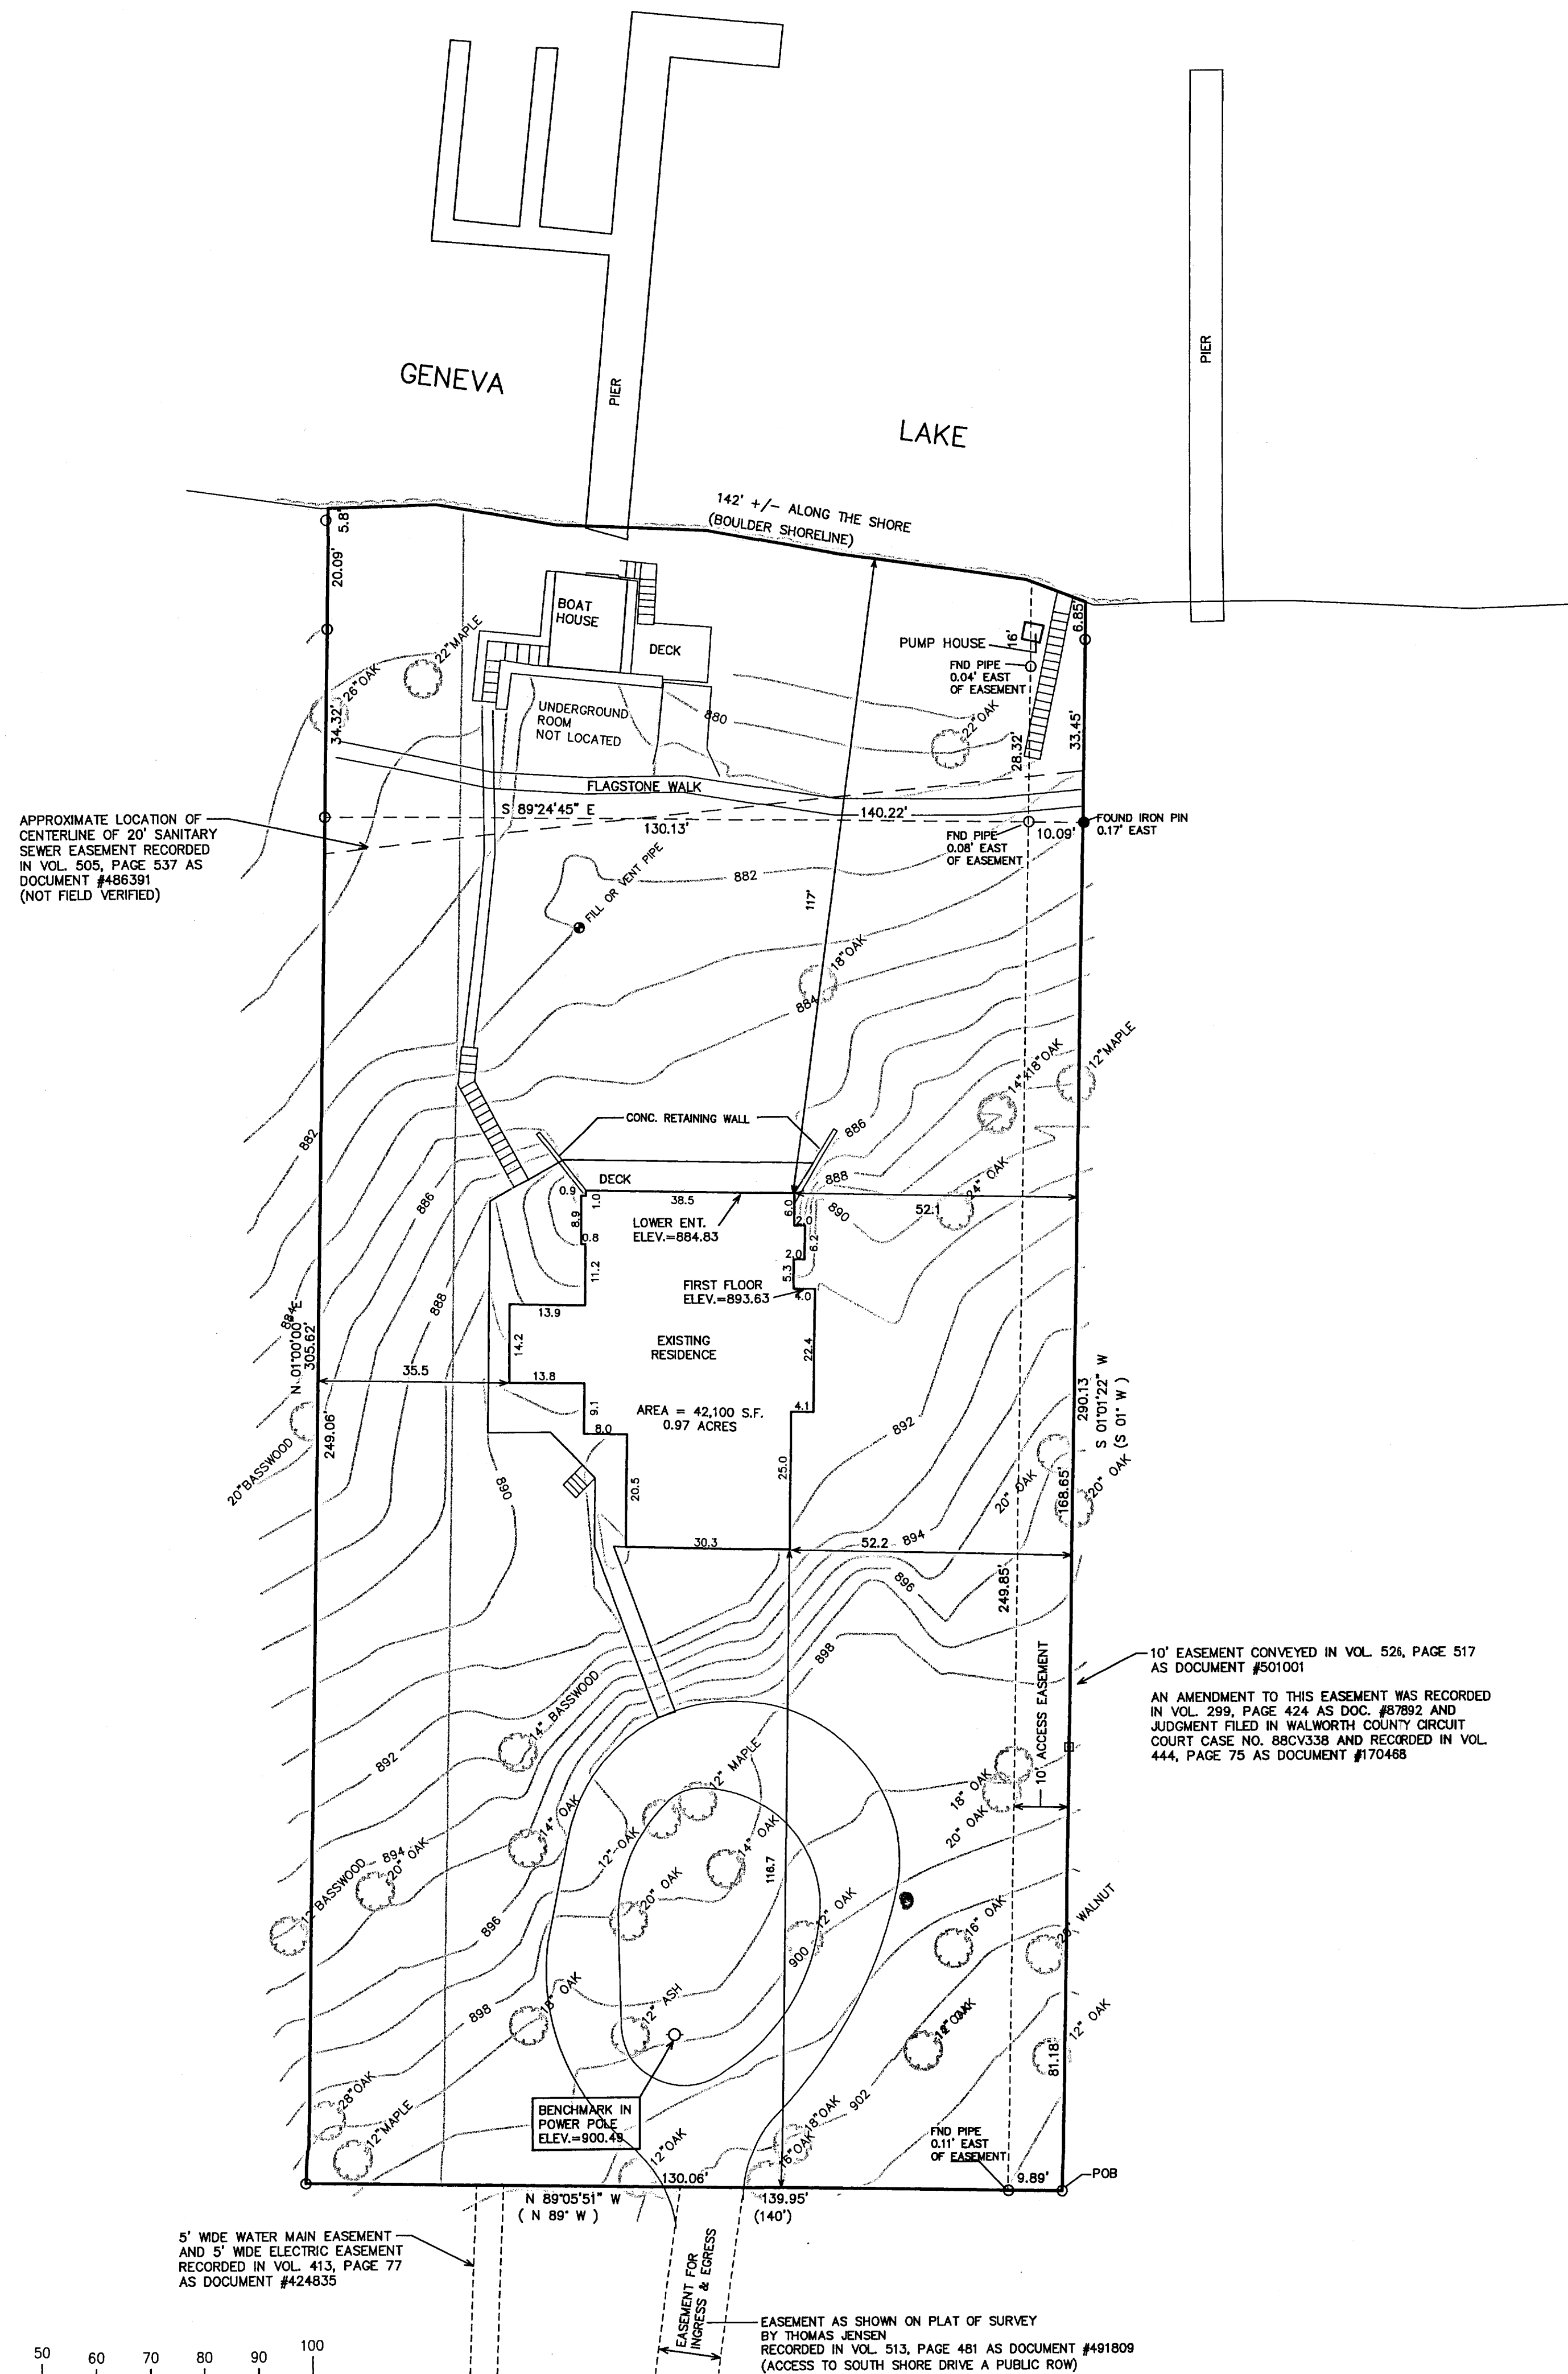 GENEVA
LAKE
PIER
PIER
142' +/- ALONG THE SHORE
(BOULDER SHORELINE)
5.8'
20.09'
34.32'
26"OAK
22"MAPLE
BOAT
HOUSE
DECK
UNDERGROUND
ROOM
NOT LOCATED
880
PUMP HOUSE
16'
6.85'
FND PIPE
0.04' EAST
OF EASEMENT
22"OAK
28.32'
33.45'
FLAGSTONE WALK
S 89°24'45" E
130.13'
140.22'
10.09'
FND PIPE
0.08' EAST
OF EASEMENT
FOUND IRON PIN
0.17' EAST
APPROXIMATE LOCATION OF
CENTERLINE OF 20' SANITARY
SEWER EASEMENT RECORDED
IN VOL. 505, PAGE 537 AS
DOCUMENT #486391
(NOT FIELD VERIFIED)
882
FILL OR VENT PIPE
117'
18"OAK
884
14"&18"OAK
12"MAPLE
882
886
CONC. RETAINING WALL
888
DECK
0.9
1.0
38.5
6.0
890
52.1
24" OAK
886
8.9
LOWER ENT.
ELEV.=884.83
2.0
6.2
0.8
2.0
11.2
5.3
FIRST FLOOR
ELEV.=893.63
4.0
888
884
13.9
14.2
EXISTING
RESIDENCE
22.4
N 01°00'00" E
305.62'
35.5
13.8
9.1
AREA = 42,100 S.F.
0.97 ACRES
4.1
8.0
892
290.13
S 01°01'22" W
(S 01° W)
249.06'
20"BASSWOOD
890
20.5
25.0
20" OAK
168.65'
20" OAK
30.3
52.2
894
896
249.85'
898
10' ACCESS EASEMENT
10' EASEMENT CONVEYED IN VOL. 526, PAGE 517
AS DOCUMENT #501001
AN AMENDMENT TO THIS EASEMENT WAS RECORDED
IN VOL. 299, PAGE 424 AS DOC. #87892 AND
JUDGMENT FILED IN WALWORTH COUNTY CIRCUIT
COURT CASE NO. 88CV338 AND RECORDED IN VOL.
444, PAGE 75 AS DOCUMENT #170468
14" BASSWOOD
892
12" MAPLE
18" OAK
20" OAK
14" OAK
12" OAK
14" OAK
116.7
894
20" OAK
12"BASSWOOD
20" OAK
12" OAK
896
900
16" OAK
WALNUT
898
18" OAK
12" ASH
12" OAK
81.18'
902
28"OAK
12"MAPLE
BENCHMARK IN
POWER POLE
ELEV.=900.49
12"OAK
18"OAK
16"OAK
FND PIPE
0.11' EAST
OF EASEMENT
9.89'
POB
130.06'
N 89°05'51" W
( N 89° W )
139.95'
(140')
5' WIDE WATER MAIN EASEMENT
AND 5' WIDE ELECTRIC EASEMENT
RECORDED IN VOL. 413, PAGE 77
AS DOCUMENT #424835
EASEMENT FOR
INGRESS & EGRESS
EASEMENT AS SHOWN ON PLAT OF SURVEY
BY THOMAS JENSEN
RECORDED IN VOL. 513, PAGE 481 AS DOCUMENT #491809
(ACCESS TO SOUTH SHORE DRIVE A PUBLIC ROW)
50 60 70 80 90 100